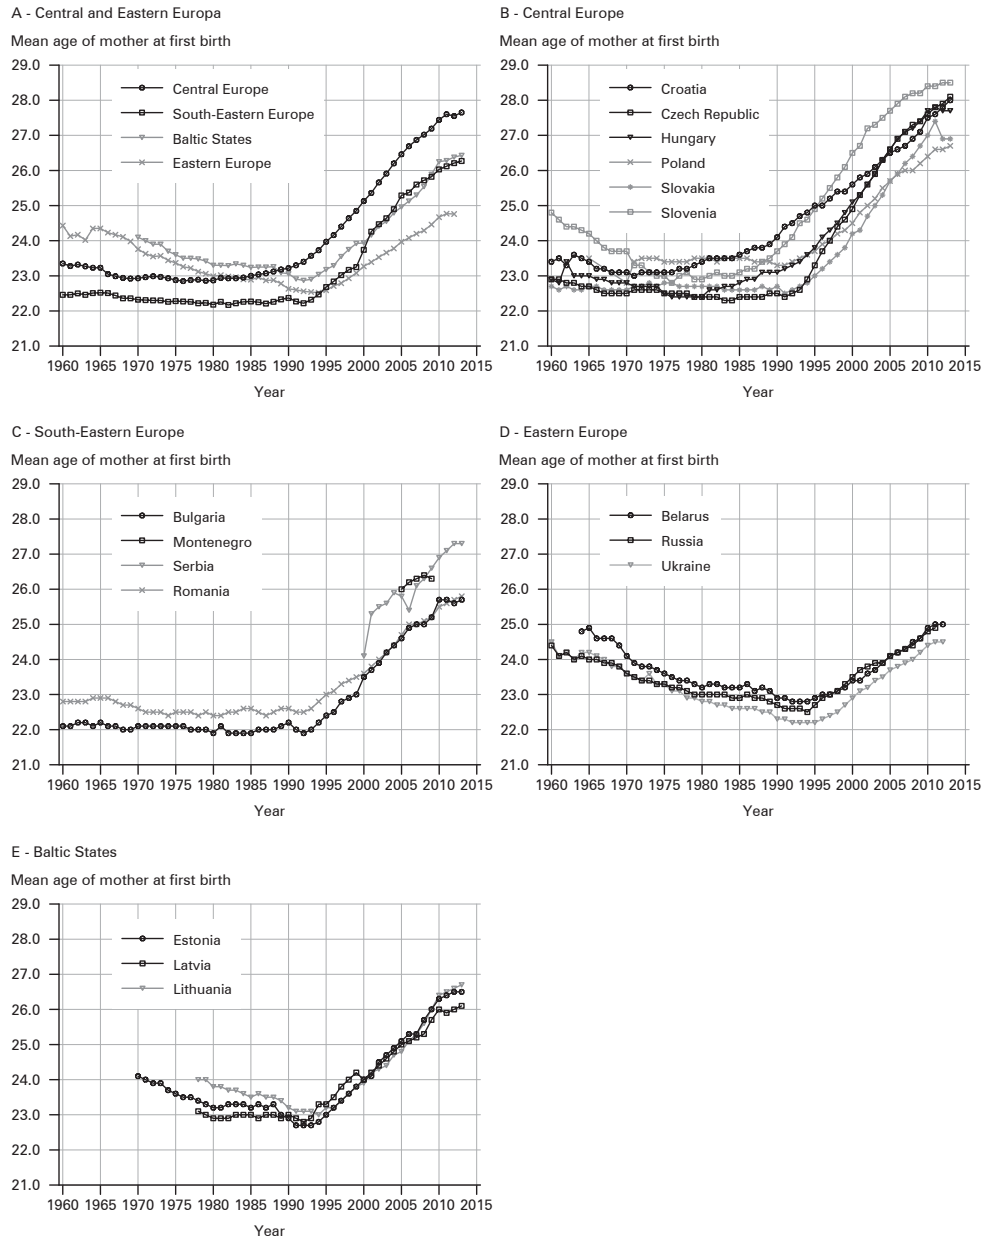 A - Central and Eastern Europa
Mean age of mother at first birth
29.0
28.0
27.0
26.0
25.0
24.0
23.0
22.0
21.0
Central Europe
South-Eastern Europe
Baltic States
Eastern Europe
1960 1965 1970 1975 1980 1985 1990 1995 2000 2005 2010 2015
Year
B - Central Europe
Mean age of mother at first birth
29.0
28.0
27.0
26.0
25.0
24.0
23.0
22.0
21.0
Croatia
Czech Republic
Hungary
Poland
Slovakia
Slovenia
1960 1965 1970 1975 1980 1985 1990 1995 2000 2005 2010 2015
Year
C - South-Eastern Europe
Mean age of mother at first birth
29.0
28.0
27.0
26.0
25.0
24.0
23.0
22.0
21.0
Bulgaria
Montenegro
Serbia
Romania
1960 1965 1970 1975 1980 1985 1990 1995 2000 2005 2010 2015
Year
D - Eastern Europe
Mean age of mother at first birth
29.0
28.0
27.0
26.0
25.0
24.0
23.0
22.0
21.0
Belarus
Russia
Ukraine
1960 1965 1970 1975 1980 1985 1990 1995 2000 2005 2010 2015
Year
E - Baltic States
Mean age of mother at first birth
29.0
28.0
27.0
26.0
25.0
24.0
23.0
22.0
21.0
Estonia
Latvia
Lithuania
1960 1965 1970 1975 1980 1985 1990 1995 2000 2005 2010 2015
Year